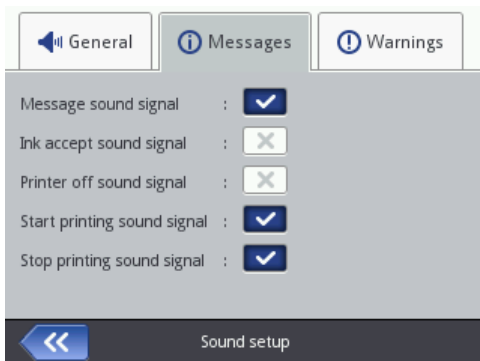 General
Messages
Warnings
Message sound signal :
Ink accept sound signal :
Printer off sound signal :
Start printing sound signal :
Stop printing sound signal :
Sound setup